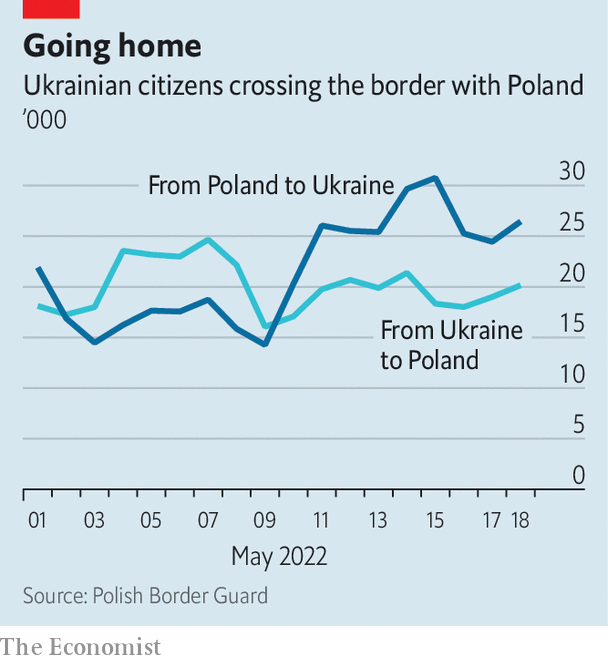 Going home
Ukrainian citizens crossing the border with Poland
’000
From Poland to Ukraine
30
25
20
From Ukraine
to Poland
15
10
5
0
01 03 05 07 09 11 13 15 17 18
May 2022
Source: Polish Border Guard
The Economist